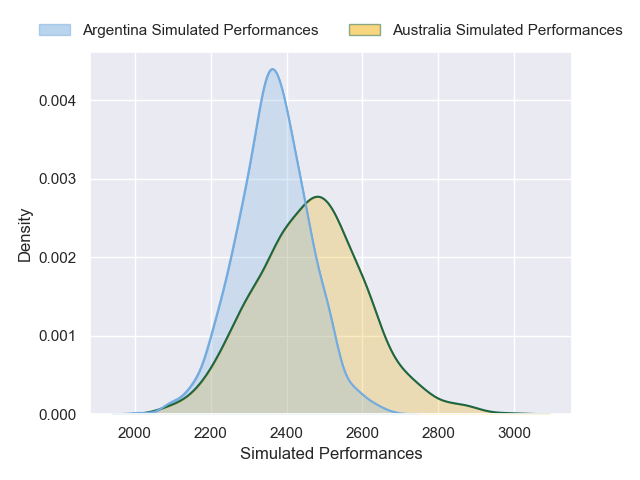 Argentina Simulated Performances Australia Simulated Performances
0.004
0.003
0.002
0.001
0.000
Density
2000 2200 2400 2600 2800 3000
Simulated Performances